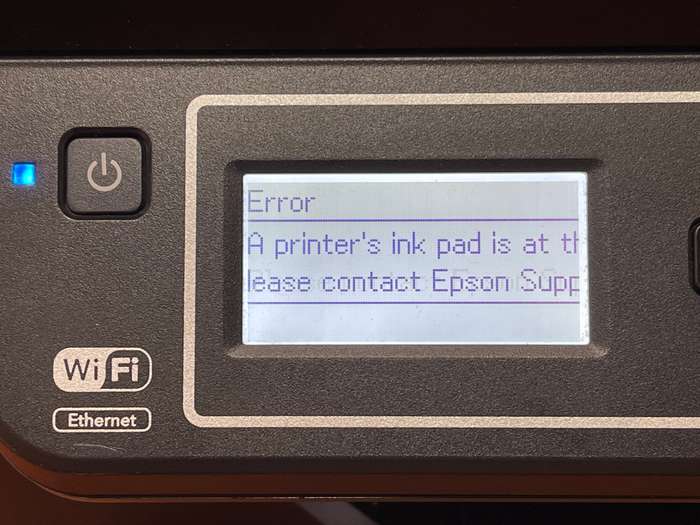 Error
A printer's ink pad is at th
lease contact Epson Supp
WiFi
Ethernet